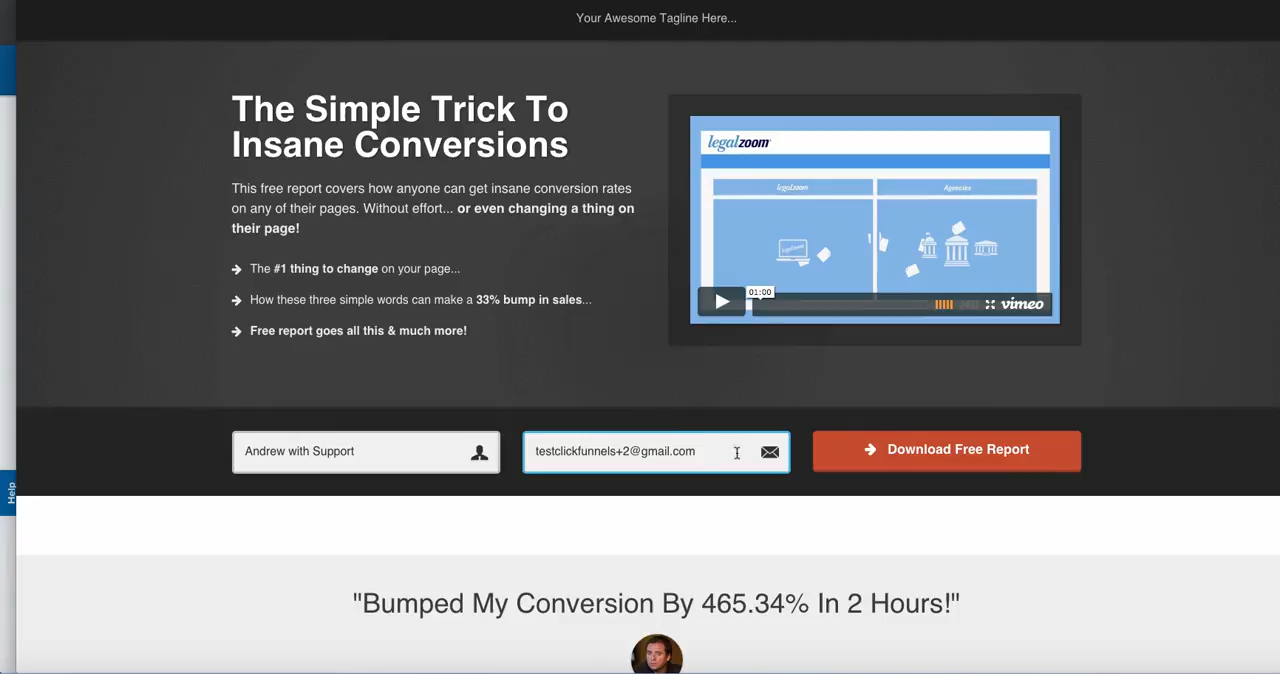 Your Awesome Tagline Here...
The Simple Trick To
Insane Conversions
This free report covers how anyone can get insane conversion rates
on any of their pages. Without effort... or even changing a thing on
their page!
The #1 thing to change on your page...
How these three simple words can make a 33% bump in sales...
Free report goes all this & much more!
legalzoom
legalzoom Agencies
01:00
vimeo
Andrew with Support
testclickfunnels+2@gmail.com
Download Free Report
Help
"Bumped My Conversion By 465.34% In 2 Hours!"